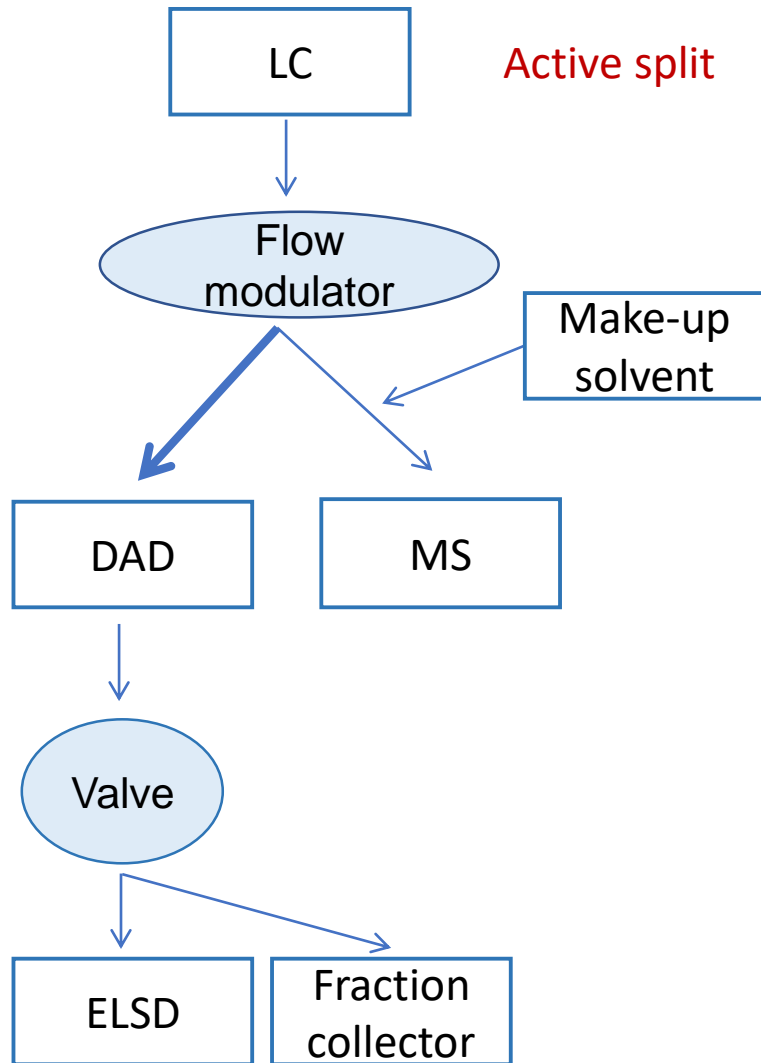 LC
Active split
Flow
modulator
Make-up
solvent
DAD
MS
Valve
ELSD
Fraction
collector